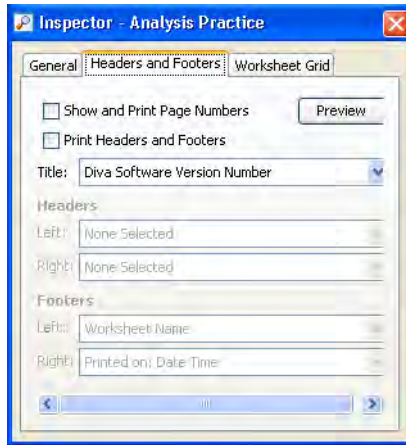 Inspector - Analysis Practice
General Headers and Footers Worksheet Grid
Show and Print Page Numbers Preview
Print Headers and Footers
Title: Diva Software Version Number
Headers
Left: None Selected
Right: None Selected
Footers
Left: Worksheet Name
Right: Printed on: Date Time